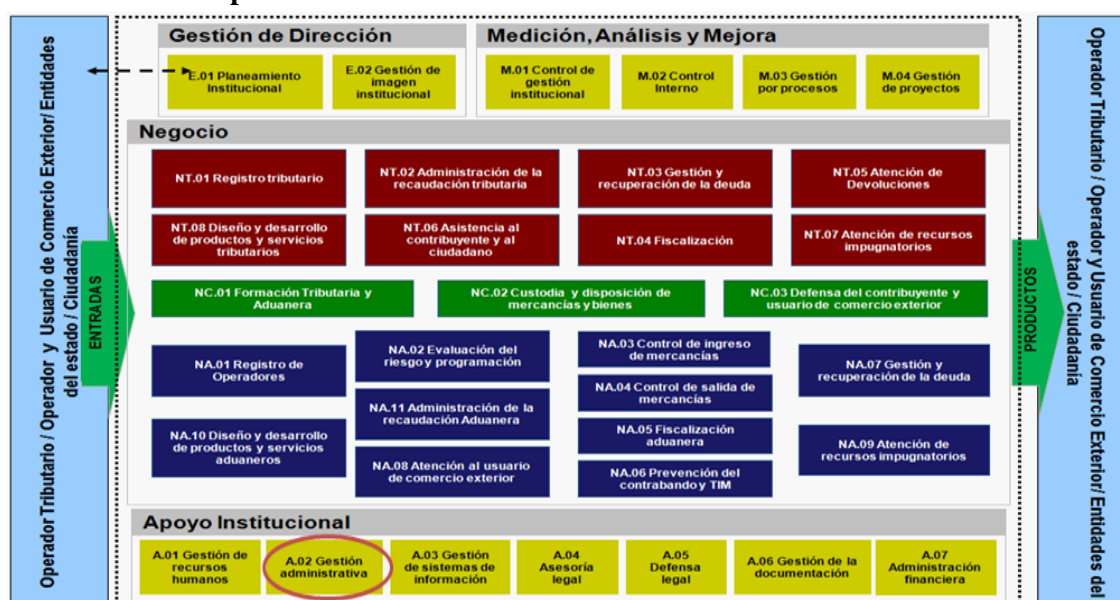 Operador Tributario / Operador y Usuario de Comercio Exterior/ Entidades
del estado / Ciudadanía
ENTRADAS
Gestión de Dirección
E.01 Planeamiento
Institucional
E.02 Gestión de
imagen
institucional
Medición, Análisis y Mejora
M.01 Control de
gestión
institucional
M.02 Control
Interno
M.03 Gestión
por procesos
M.04 Gestión
de proyectos
Negocio
NT.01 Registro tributario
NT.02 Administración de la
recaudación tributaria
NT.03 Gestión y
recuperación de la deuda
NT.05 Atención de
Devoluciones
NT.08 Diseño y desarrollo
de productos y servicios
tributarios
NT.06 Asistencia al
contribuyente y al
ciudadano
NT.04 Fiscalización
NT.07 Atención de recursos
impugnatorios
NC.01 Formación Tributaria y
Aduanera
NC.02 Custodia y disposición de
mercancías y bienes
NC.03 Defensa del contribuyente y
usuario de comercio exterior
NA.01 Registro de
Operadores
NA.10 Diseño y desarrollo
de productos y servicios
aduaneros
NA.02 Evaluación del
riesgo y programación
NA.11 Administración de la
recaudación Aduanera
NA.08 Atención al usuario
de comercio exterior
NA.03 Control de ingreso
de mercancías
NA.04 Control de salida de
mercancías
NA.05 Fiscalización
aduanera
NA.06 Prevención del
contrabando y TIM
NA.07 Gestión y
recuperación de la deuda
NA.09 Atención de
recursos impugnatorios
Apoyo Institucional
A.01 Gestión de
recursos
humanos
A.02 Gestión
administrativa
A.03 Gestión
de sistemas de
información
A.04
Asesoría
legal
A.05
Defensa
legal
A.06 Gestión de la
documentación
A.07
Administración
financiera
PRODUCTOS
Operador Tributario / Operador y Usuario de Comercio Exterior/ Entidades del
estado / Ciudadanía